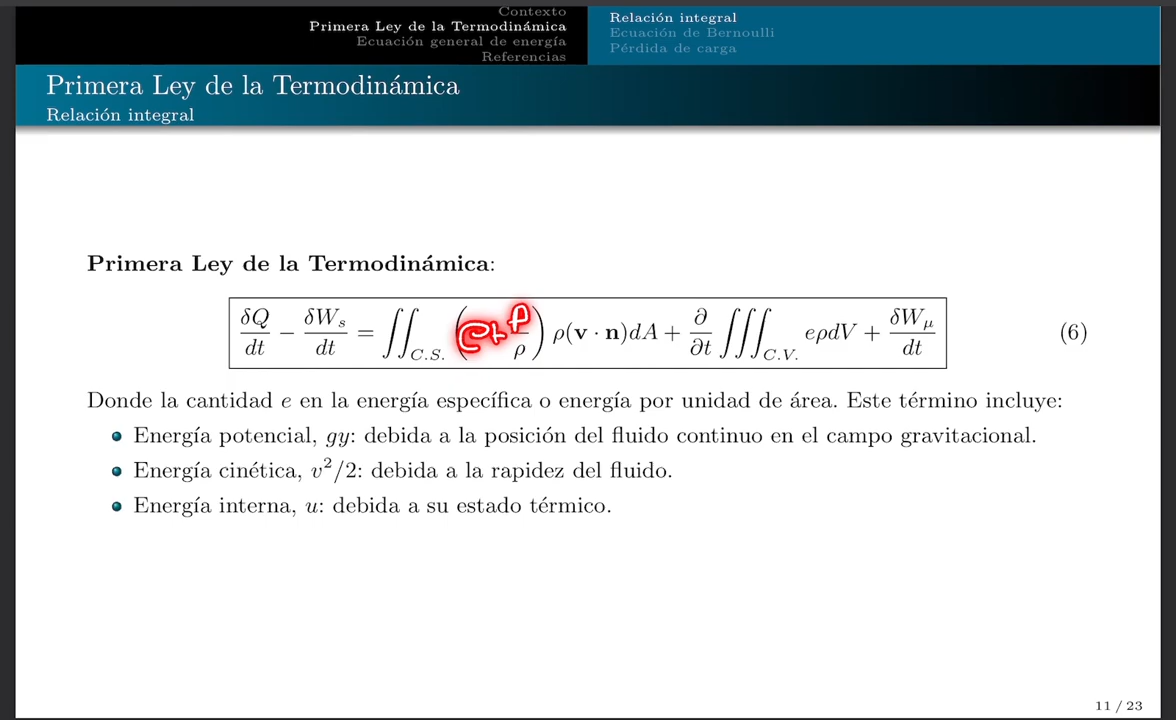 Contexto
Primera Ley de la Termodinámica
Ecuación general de energía
Referencias
Relación integral
Ecuación de Bernoulli
Pérdida de carga
Primera Ley de la Termodinámica
Relación integral
Primera Ley de la Termodinámica:
δQ/dt − δW_s/dt = ∬_{C.S.} (e + P/ρ) ρ(v · n)dA + ∂/∂t ∭_{C.V.} eρdV + δW_μ/dt (6)
Donde la cantidad e en la energía específica o energía por unidad de área. Este término incluye:
Energía potencial, gy: debida a la posición del fluido continuo en el campo gravitacional.
Energía cinética, v²/2: debida a la rapidez del fluido.
Energía interna, u: debida a su estado térmico.
11 / 23